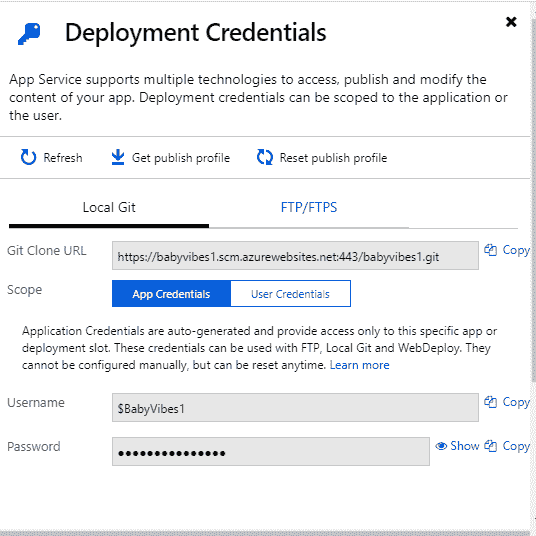 Deployment Credentials
App Service supports multiple technologies to access, publish and modify the
content of your app. Deployment credentials can be scoped to the application or
the user.
Refresh Get publish profile Reset publish profile
Local Git FTP/FTPS
Git Clone URL https://babyvibes1.scm.azurewebsites.net:443/babyvibes1.git Copy
Scope App Credentials User Credentials
Application Credentials are auto-generated and provide access only to this specific app or
deployment slot. These credentials can be used with FTP, Local Git and WebDeploy. They
cannot be configured manually, but can be reset anytime. Learn more
Username $BabyVibes1 Copy
Password ••••••••••••••• Show Copy